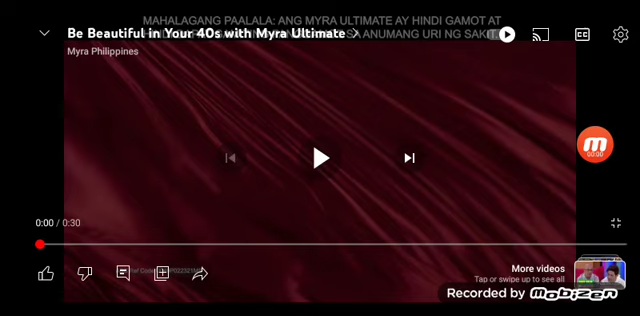 MAHALAGANG PAALALA: ANG MYRA ULTIMATE AY HINDI GAMOT AT
Be Beautiful in Your 40s with Myra Ultimate
SA ANUMANG URI NG SAKIT.
Myra Philippines
CC
00:00
0:00 / 0:30
More videos
Tap or swipe up to see all
Recorded by MOBIZEN